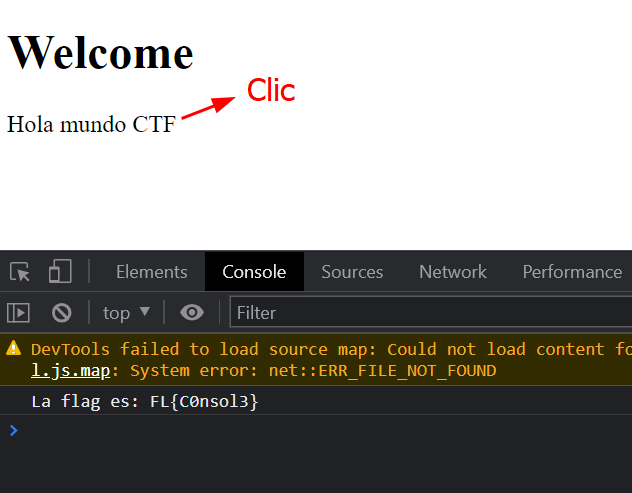 Welcome
Clic
Hola mundo CTF
Elements Console Sources Network Performance
top ▼ Filter
DevTools failed to load source map: Could not load content fo
l.js.map: System error: net::ERR_FILE_NOT_FOUND
La flag es: FL{C0nsol3}